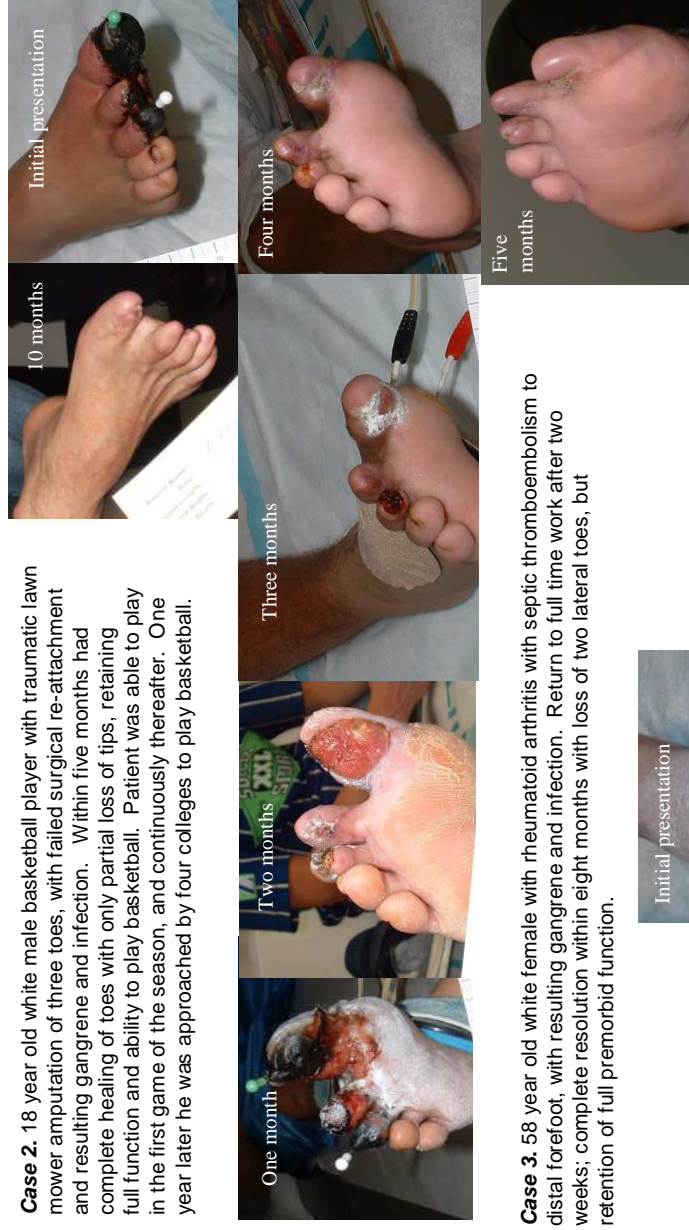 Case 2. 18 year old white male basketball player with traumatic lawn
mower amputation of three toes, with failed surgical re-attachment
and resulting gangrene and infection. Within five months had
complete healing of toes with only partial loss of tips, retaining
full function and ability to play basketball. Patient was able to play
in the first game of the season, and continuously thereafter. One
year later he was approached by four colleges to play basketball.
10 months
Initial presentation
One month
Two months
XXL
Three months
Four months
Five
months
Case 3. 58 year old white female with rheumatoid arthritis with septic thromboembolism to
distal forefoot, with resulting gangrene and infection. Return to full time work after two
weeks; complete resolution within eight months with loss of two lateral toes, but
retention of full premorbid function.
Initial presentation